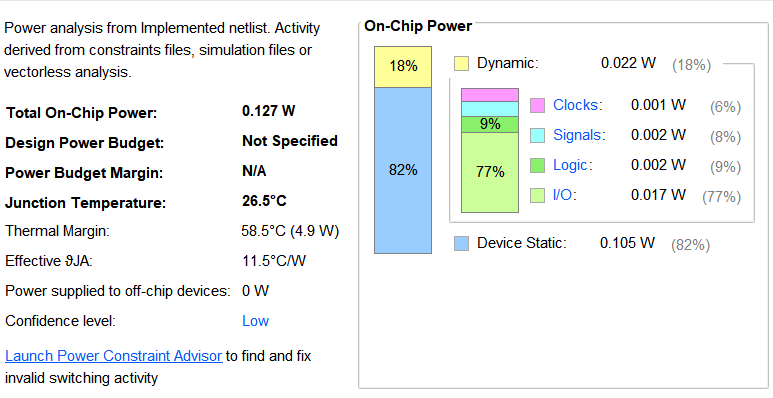 Power analysis from Implemented netlist. Activity
derived from constraints files, simulation files or
vectorless analysis.
Total On-Chip Power: 0.127 W
Design Power Budget: Not Specified
Power Budget Margin: N/A
Junction Temperature: 26.5°C
Thermal Margin: 58.5°C (4.9 W)
Effective ϑJA: 11.5°C/W
Power supplied to off-chip devices: 0 W
Confidence level: Low
Launch Power Constraint Advisor to find and fix
invalid switching activity
On-Chip Power
18%
82%
Dynamic: 0.022 W (18%)
9%
77%
Clocks: 0.001 W (6%)
Signals: 0.002 W (8%)
Logic: 0.002 W (9%)
I/O: 0.017 W (77%)
Device Static: 0.105 W (82%)